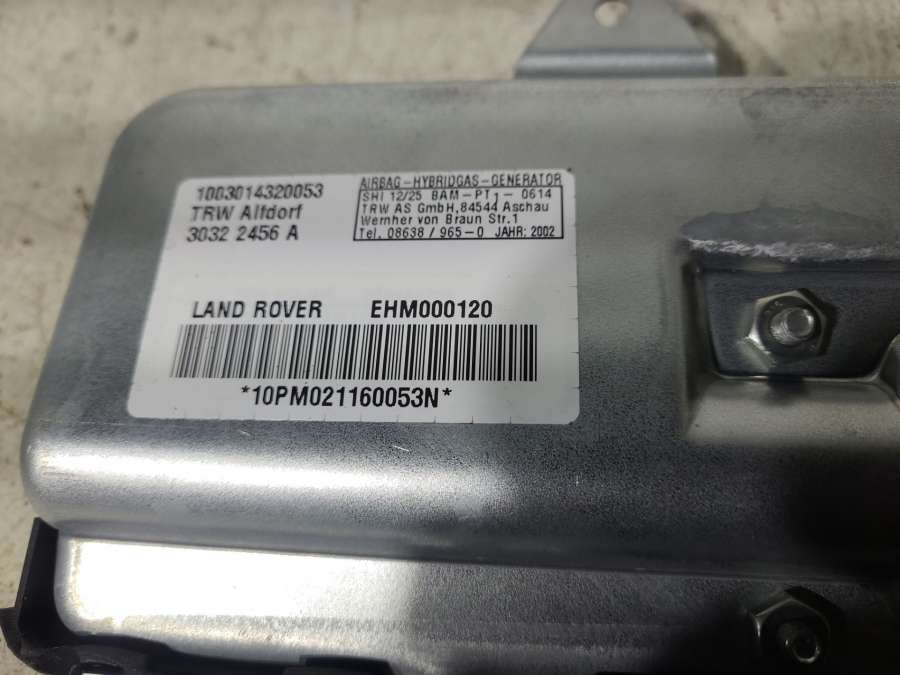 1003014320053
TRW Alfdorf
3032 2456 A
AIRBAG-HYBRIDGAS-GENERATOR
SHI 12/25 BAM-PT1- 0614
TRW AS GmbH,84544 Aschau
Wernher von Braun Str.1
Tel. 08638 / 965-0 JAHR: 2002
LAND ROVER EHM000120
*10PM021160053N*